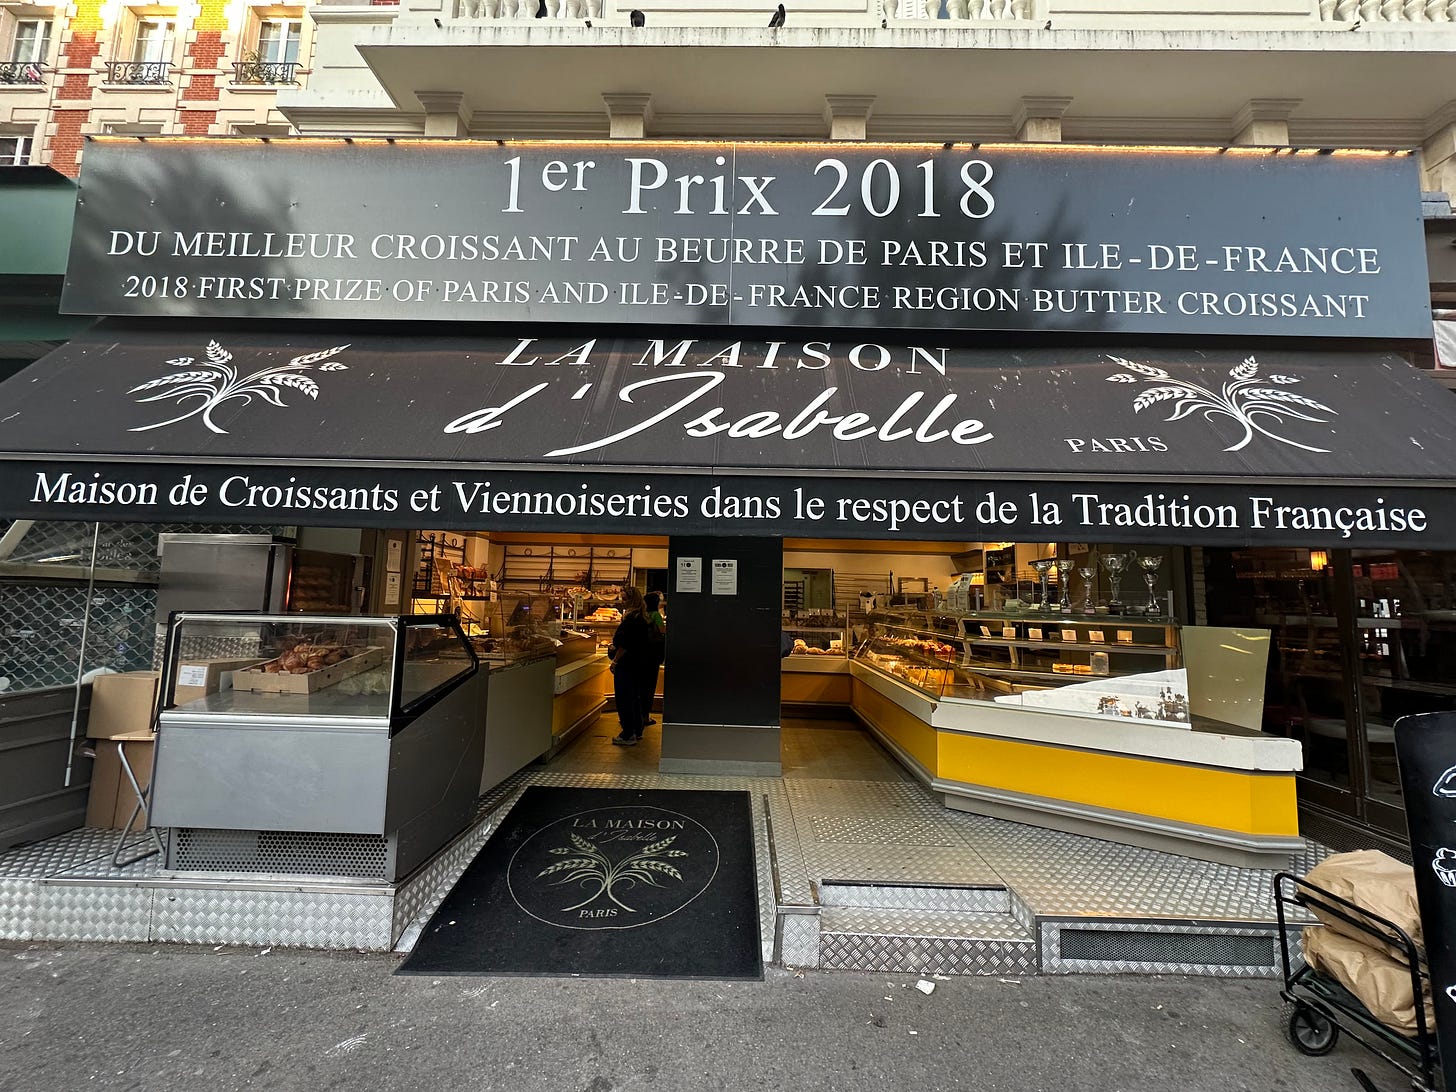 1er Prix 2018
DU MEILLEUR CROISSANT AU BEURRE DE PARIS ET ILE-DE-FRANCE
2018 FIRST PRIZE OF PARIS AND ILE-DE-FRANCE REGION BUTTER CROISSANT
LA MAISON
d'Isabelle
PARIS
Maison de Croissants et Viennoiseries dans le respect de la Tradition Française
LA MAISON
d'Isabelle
PARIS